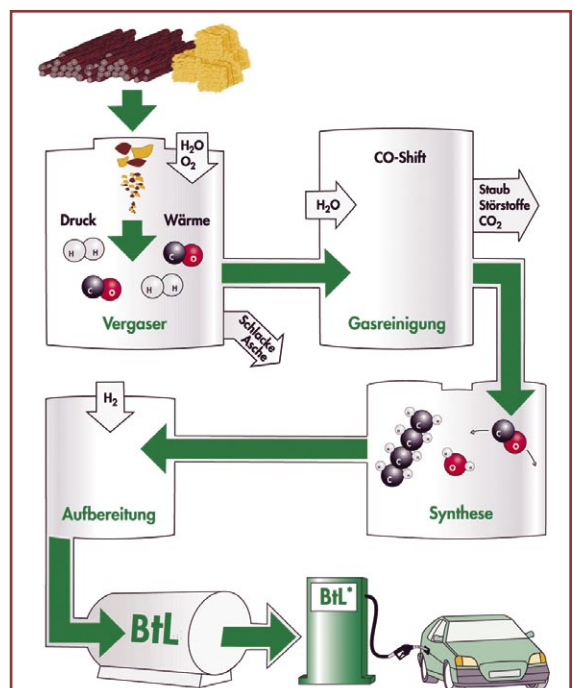 H2O
O2
Druck
Wärme
H H
C O
C O
H H
Vergaser
Schlacke
Asche
CO-Shift
H2O
Staub
Störstoffe
CO2
Gasreinigung
H2
Aufbereitung
H
H
H
H
H
H
H
H
C
C
C
C
H
H
O
C
O
Synthese
BtL
BtL*